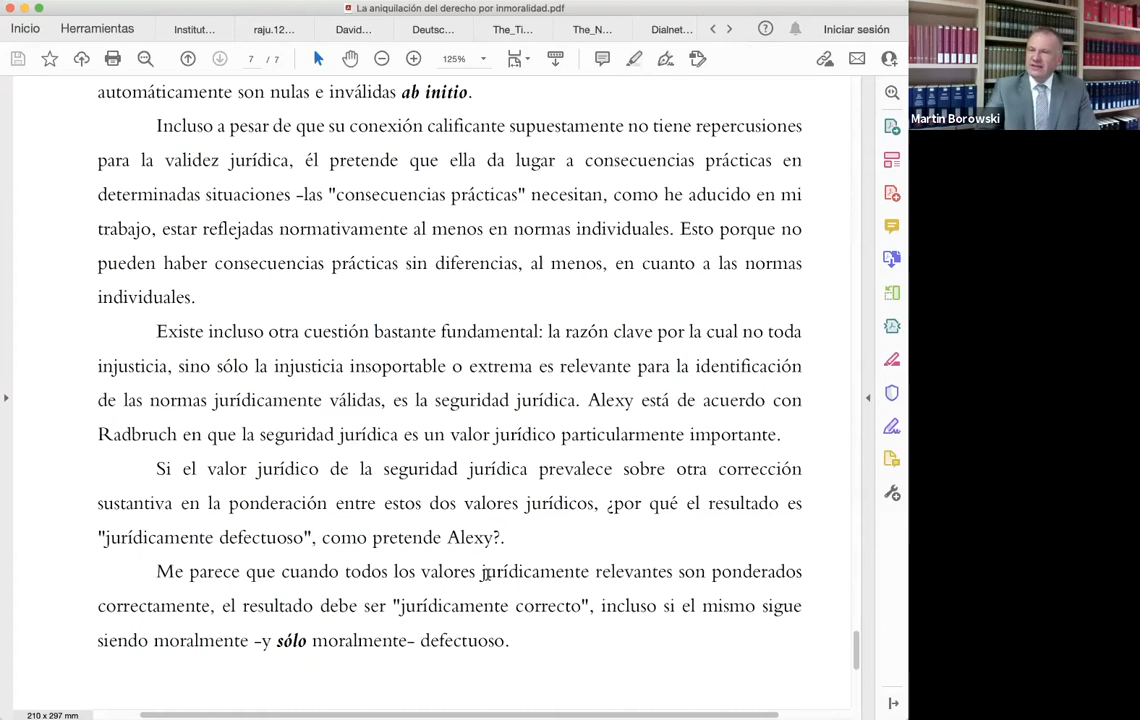 La aniquilación del derecho por inmoralidad.pdf
Inicio Herramientas Institut... raju.12... David... Deutsc... The_Ti... The_N... Dialnet... Iniciar sesión
7 / 7 125%
Martin Borowski
automáticamente son nulas e inválidas ab initio.
Incluso a pesar de que su conexión calificante supuestamente no tiene repercusiones
para la validez jurídica, él pretende que ella da lugar a consecuencias prácticas en
determinadas situaciones -las "consecuencias prácticas" necesitan, como he aducido en mi
trabajo, estar reflejadas normativamente al menos en normas individuales. Esto porque no
pueden haber consecuencias prácticas sin diferencias, al menos, en cuanto a las normas
individuales.
Existe incluso otra cuestión bastante fundamental: la razón clave por la cual no toda
injusticia, sino sólo la injusticia insoportable o extrema es relevante para la identificación
de las normas jurídicamente válidas, es la seguridad jurídica. Alexy está de acuerdo con
Radbruch en que la seguridad jurídica es un valor jurídico particularmente importante.
Si el valor jurídico de la seguridad jurídica prevalece sobre otra corrección
sustantiva en la ponderación entre estos dos valores jurídicos, ¿por qué el resultado es
"jurídicamente defectuoso", como pretende Alexy?.
Me parece que cuando todos los valores jurídicamente relevantes son ponderados
correctamente, el resultado debe ser "jurídicamente correcto", incluso si el mismo sigue
siendo moralmente -y sólo moralmente- defectuoso.
210 x 297 mm